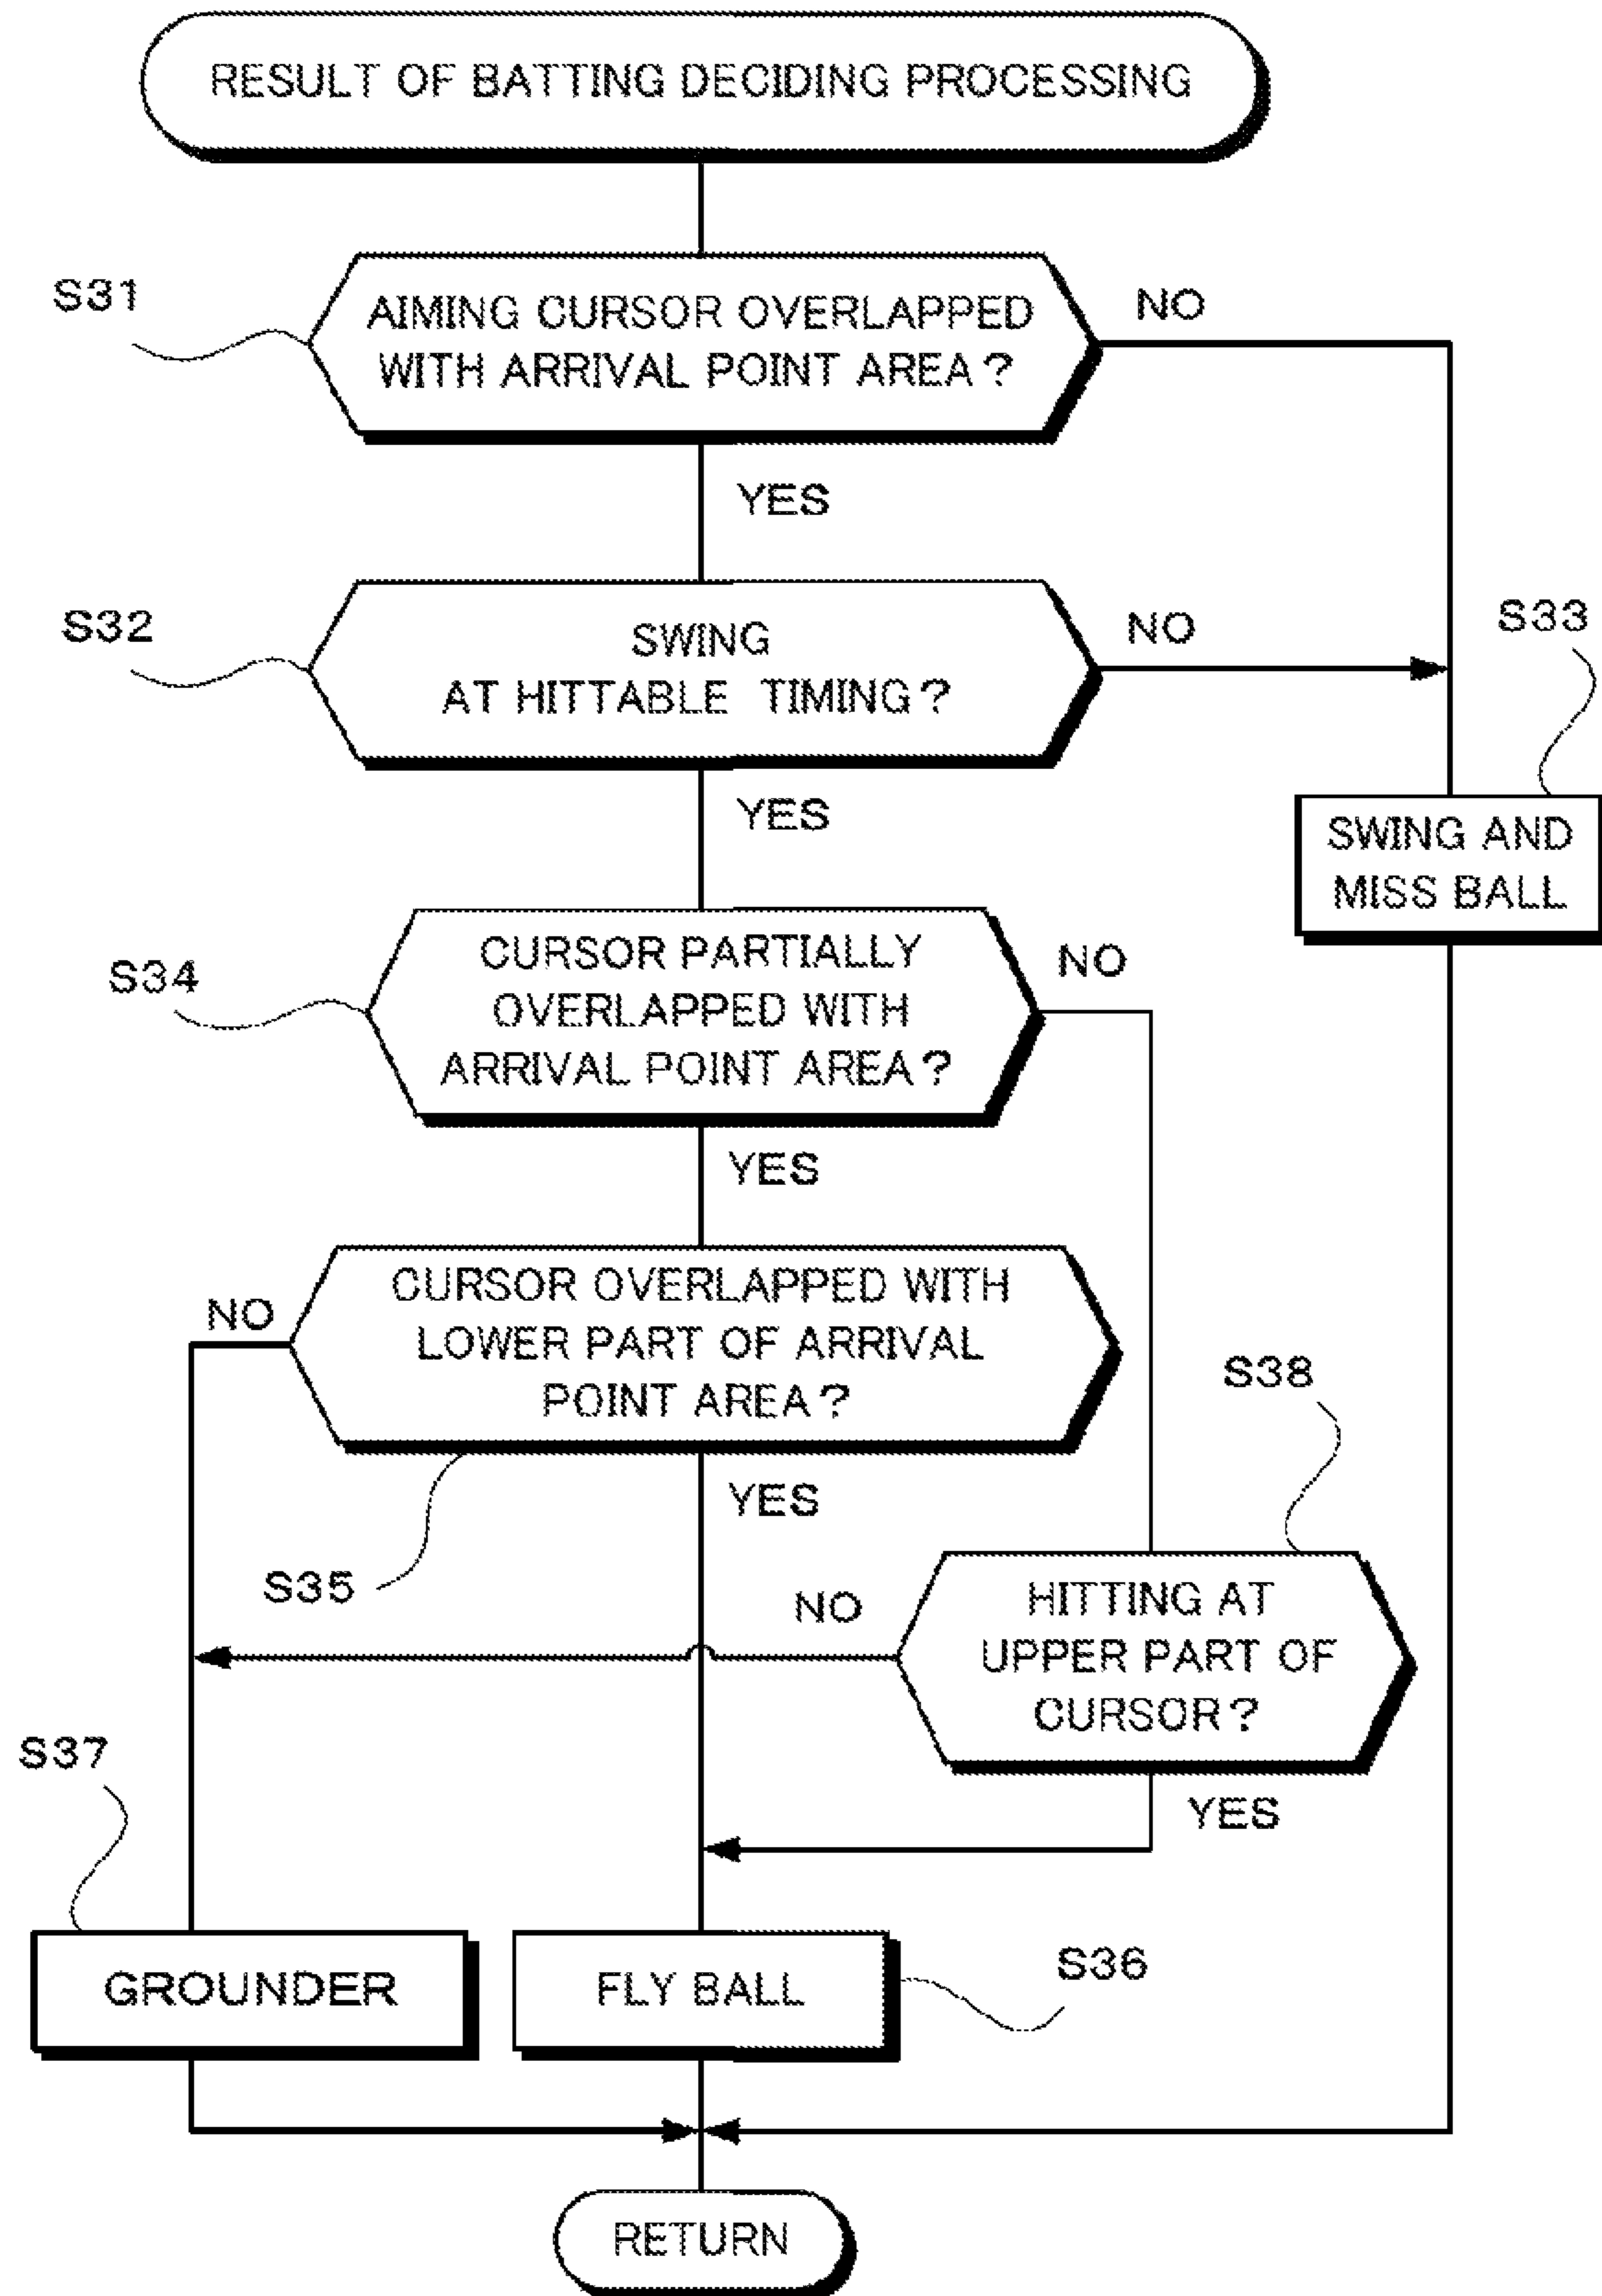 RESULT OF BATTING DECIDING PROCESSING
S31
AIMING CURSOR OVERLAPPED
WITH ARRIVAL POINT AREA?
NO
YES
S32
SWING
AT HITTABLE TIMING?
NO
S33
YES
SWING AND
MISS BALL
S34
CURSOR PARTIALLY
OVERLAPPED WITH
ARRIVAL POINT AREA?
NO
YES
NO
CURSOR OVERLAPPED WITH
LOWER PART OF ARRIVAL
POINT AREA?
S38
YES
S35
NO
HITTING AT
UPPER PART OF
CURSOR?
S37
YES
GROUNDER
FLY BALL
S36
RETURN